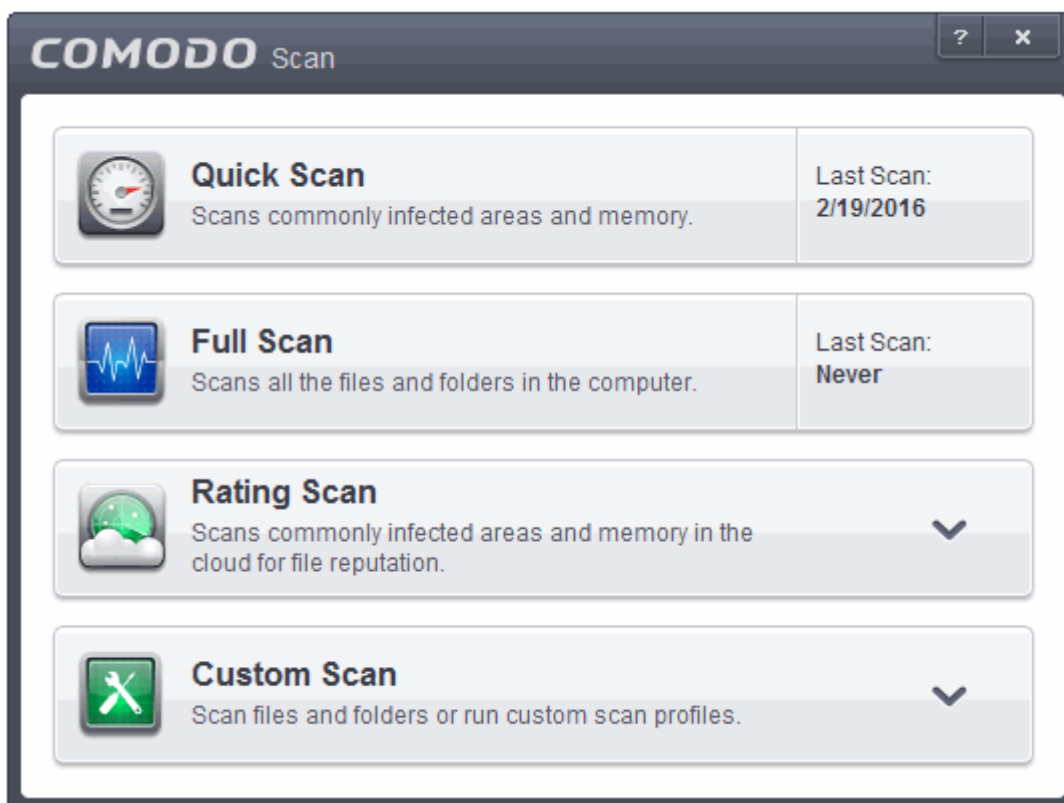 COMODO Scan
?
Quick Scan
Scans commonly infected areas and memory.
Last Scan:
2/19/2016
Full Scan
Scans all the files and folders in the computer.
Last Scan:
Never
Rating Scan
Scans commonly infected areas and memory in the
cloud for file reputation.
Custom Scan
Scan files and folders or run custom scan profiles.